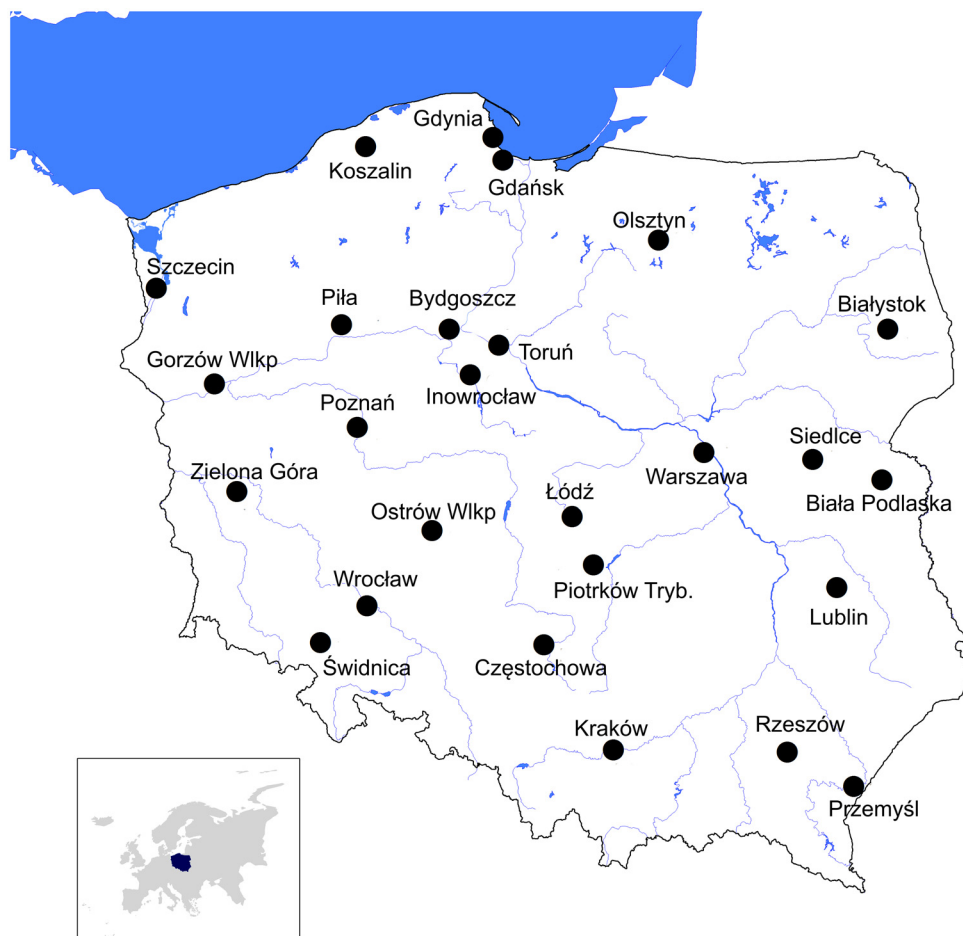 Gdynia
Koszalin
Gdańsk
Olsztyn
Szczecin
Piła
Bydgoszcz
Białystok
Toruń
Gorzów Wlkp
Inowrocław
Poznań
Siedlce
Warszawa
Zielona Góra
Łódź
Biała Podlaska
Ostrów Wlkp
Wrocław
Piotrków Tryb.
Lublin
Świdnica
Częstochowa
Kraków
Rzeszów
Przemyśl